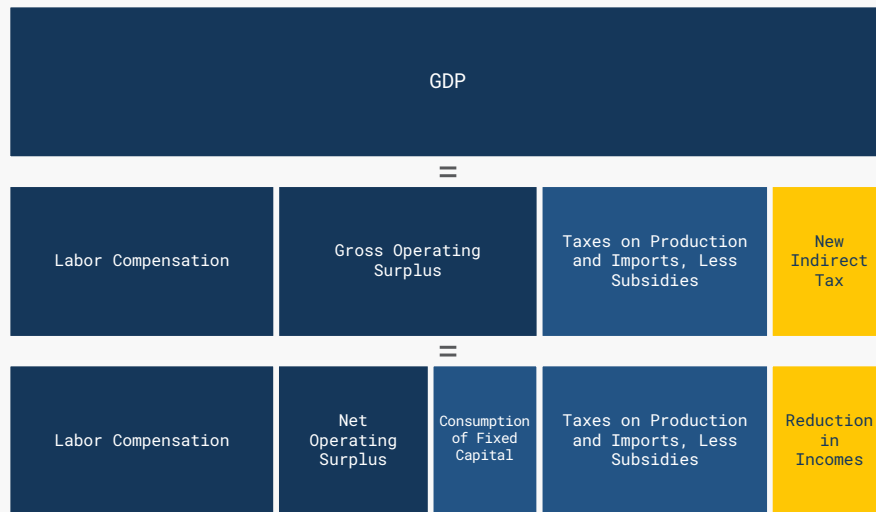 GDP
=
Labor Compensation
Gross Operating
Surplus
Taxes on Production
and Imports, Less
Subsidies
New
Indirect
Tax
=
Labor Compensation
Net
Operating
Surplus
Consumption
of Fixed
Capital
Taxes on Production
and Imports, Less
Subsidies
Reduction
in
Incomes